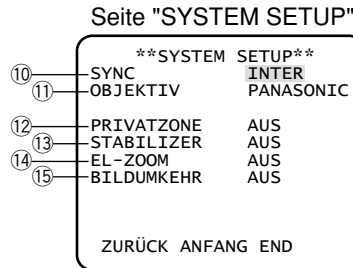 Seite "SYSTEM SETUP"
**SYSTEM SETUP**
⑩ SYNC INTER
⑪ OBJEKTIV PANASONIC
⑫ PRIVATZONE AUS
⑬ STABILIZER AUS
⑭ EL-ZOOM AUS
⑮ BILDUMKEHR AUS
ZURÜCK ANFANG END